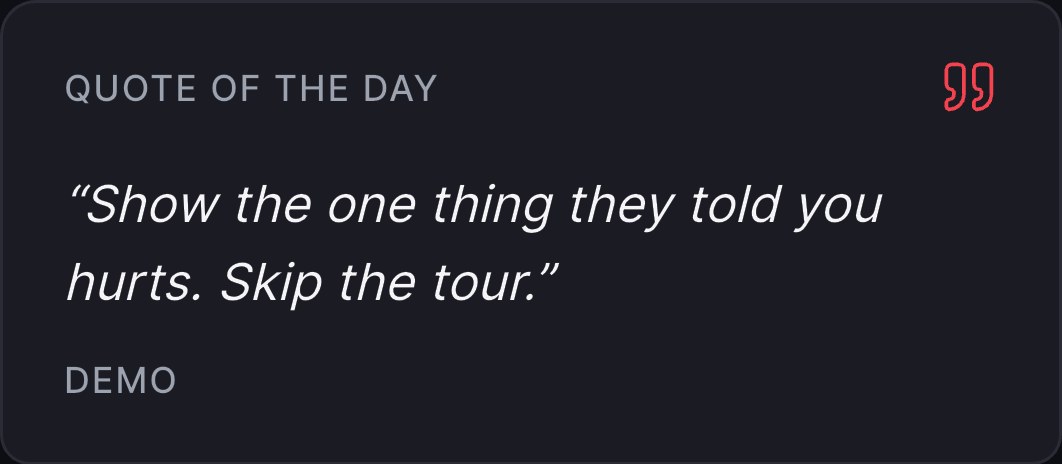 QUOTE OF THE DAY
“Show the one thing they told you
hurts. Skip the tour.”
DEMO